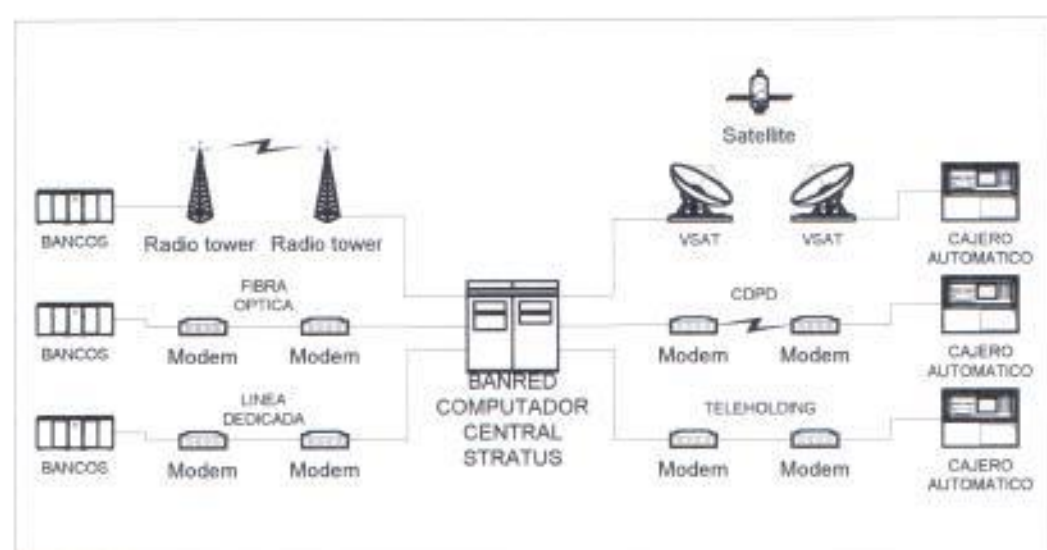 Satellite
BANCOS
Radio tower
Radio tower
VSAT
VSAT
CAJERO
AUTOMATICO
FIBRA
OPTICA
CDPD
BANCOS
Modem
Modem
Modem
Modem
CAJERO
AUTOMATICO
BANRED
COMPUTADOR
CENTRAL
STRATUS
LINEA
DEDICADA
TELEHOLDING
BANCOS
Modem
Modem
Modem
Modem
CAJERO
AUTOMATICO